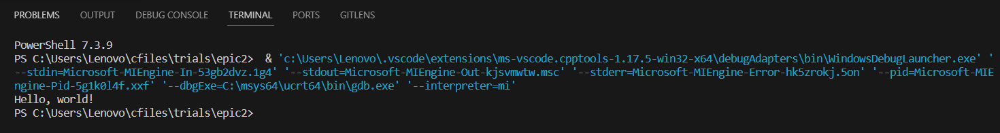 PROBLEMS OUTPUT DEBUG CONSOLE TERMINAL PORTS GITLENS
PowerShell 7.3.9
PS C:\Users\Lenovo\cfiles\trials\epic2>  & 'c:\Users\Lenovo\.vscode\extensions\ms-vscode.cpptools-1.17.5-win32-x64\debugAdapters\bin\WindowsDebugLauncher.exe' '
--stdin=Microsoft-MIEngine-In-53gb2dvz.1g4' '--stdout=Microsoft-MIEngine-Out-kjsvmwtw.msc' '--stderr=Microsoft-MIEngine-Error-hk5zrokj.5on' '--pid=Microsoft-MIE
ngine-Pid-5g1k0l4f.xxf' '--dbgExe=C:\msys64\ucrt64\bin\gdb.exe' '--interpreter=mi'
Hello, world!
PS C:\Users\Lenovo\cfiles\trials\epic2>